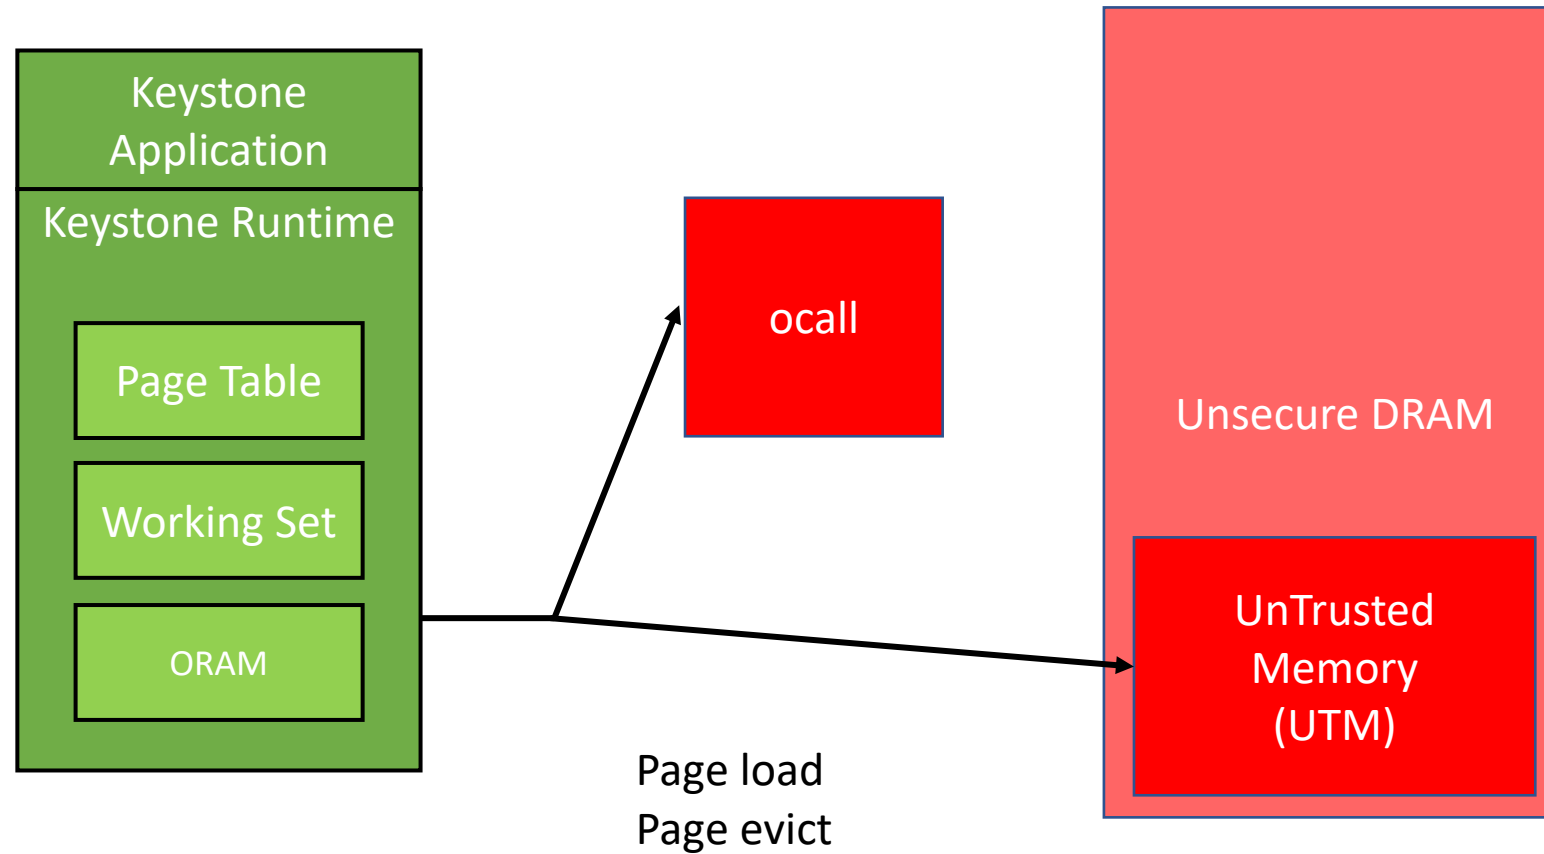 Keystone
Application
Keystone Runtime
Page Table
Working Set
ORAM
ocall
Page load
Page evict
Unsecure DRAM
UnTrusted
Memory
(UTM)